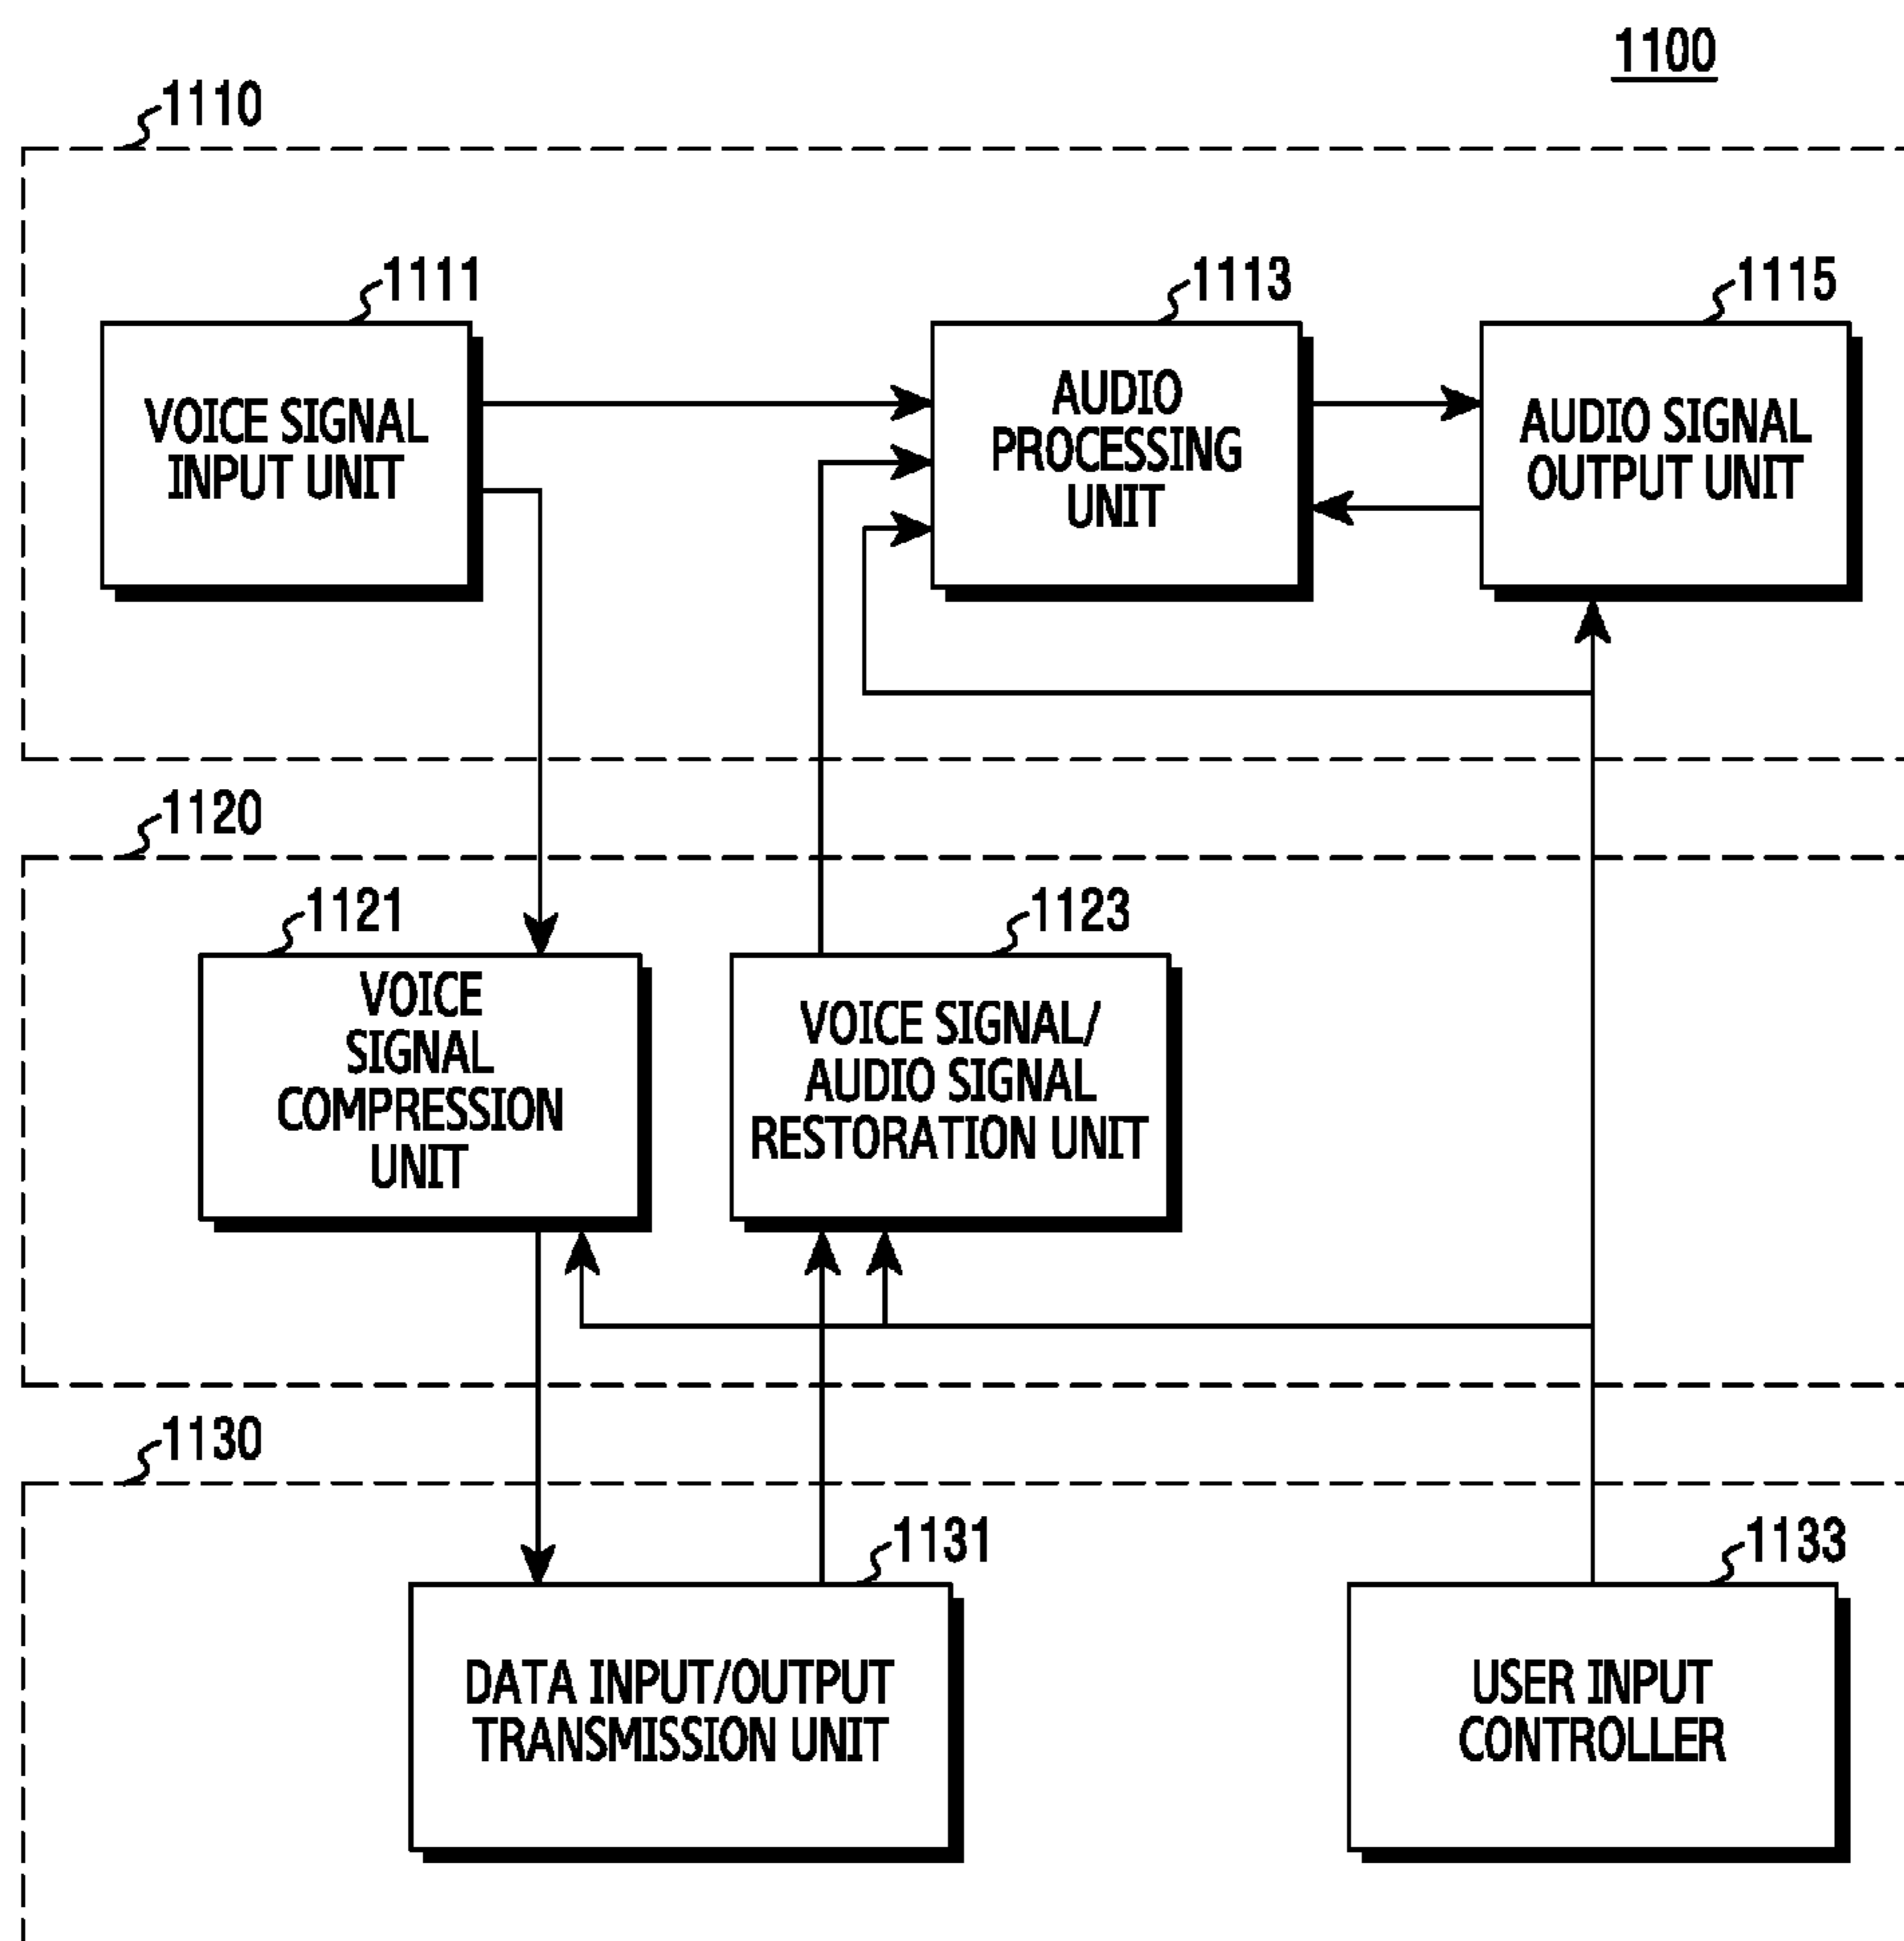 1100
1110
1111
1113
1115
VOICE SIGNAL
INPUT UNIT
AUDIO
PROCESSING
UNIT
AUDIO SIGNAL
OUTPUT UNIT
1120
1121
1123
VOICE
SIGNAL
COMPRESSION
UNIT
VOICE SIGNAL/
AUDIO SIGNAL
RESTORATION UNIT
1130
1131
1133
DATA INPUT/OUTPUT
TRANSMISSION UNIT
USER INPUT
CONTROLLER